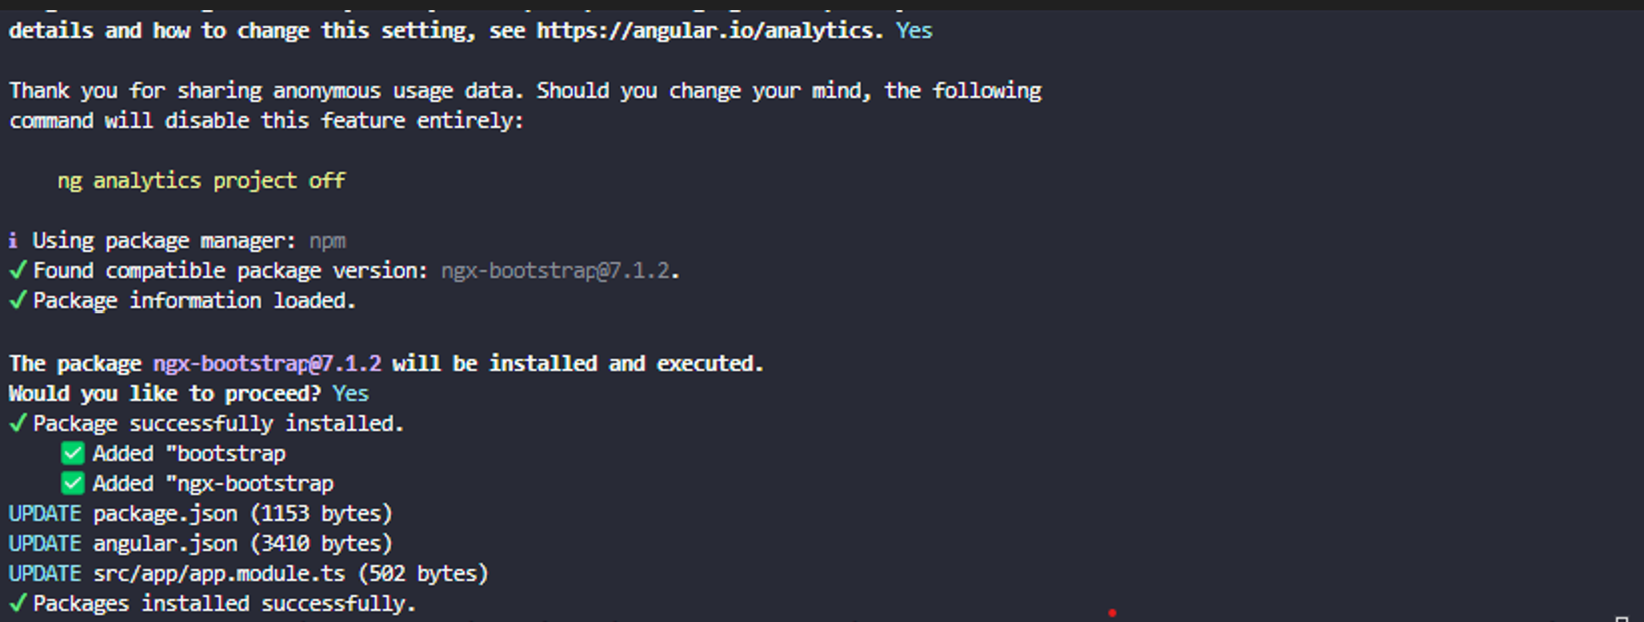 details and how to change this setting, see https://angular.io/analytics. Yes
Thank you for sharing anonymous usage data. Should you change your mind, the following
command will disable this feature entirely:
ng analytics project off
i Using package manager: npm
✓ Found compatible package version: ngx-bootstrap@7.1.2.
✓ Package information loaded.
The package ngx-bootstrap@7.1.2 will be installed and executed.
Would you like to proceed? Yes
✓ Package successfully installed.
✅ Added "bootstrap
✅ Added "ngx-bootstrap
UPDATE package.json (1153 bytes)
UPDATE angular.json (3410 bytes)
UPDATE src/app/app.module.ts (502 bytes)
✓ Packages installed successfully.